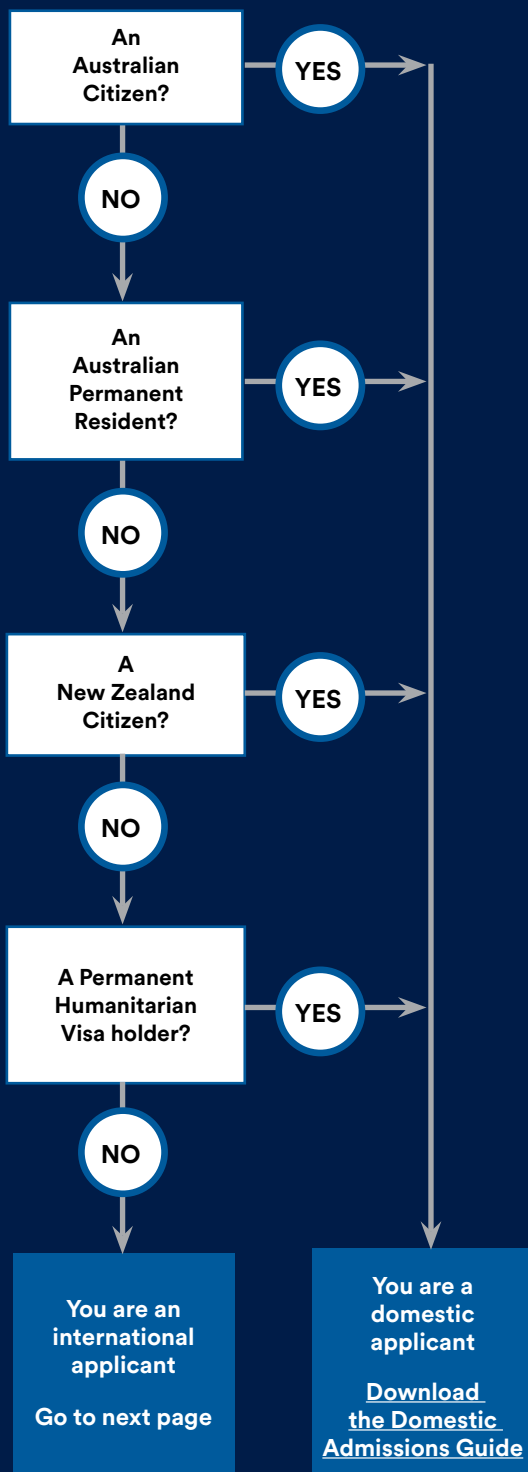 An
Australian
Citizen?
YES
NO
An
Australian
Permanent
Resident?
YES
NO
A
New Zealand
Citizen?
YES
NO
A Permanent
Humanitarian
Visa holder?
YES
NO
You are an
international
applicant
Go to next page
You are a
domestic
applicant
Download
the Domestic
Admissions Guide